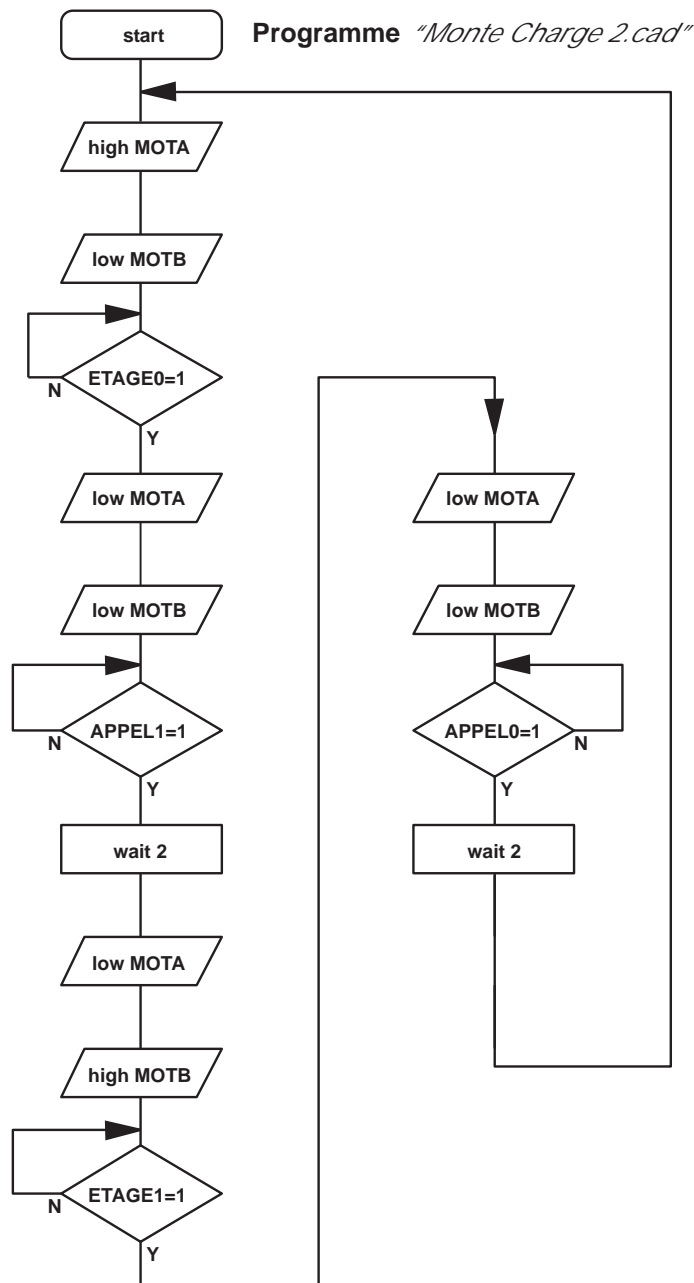 start
Programme "Monte Charge 2.cad"
high MOTA
low MOTB
ETAGE0=1
N
Y
low MOTA
low MOTB
APPEL1=1
N
Y
wait 2
low MOTA
high MOTB
ETAGE1=1
N
Y
low MOTA
low MOTB
APPEL0=1
N
Y
wait 2